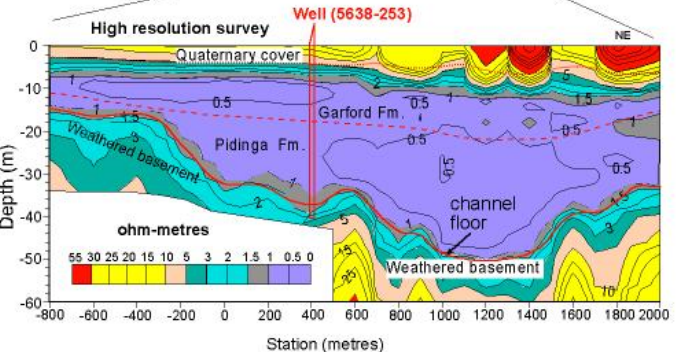 Well (5638-253)
High resolution survey
NE
Quaternary cover
0
-10
-20
-30
-40
-50
-60
Depth (m)
1
0.5
2
0.5
1
5
1.5
Garford Fm.
1
1.5
0.5
0.5
1
Weathered basement
3
Pidinga Fm.
0.5
0.5
1
2
1.5
5
1
3
channel
floor
ohm-metres
15
25
Weathered basement
10
55 30 25 20 15 10 5 3 2 1.5 1 0.5 0
-800 -600 -400 -200 0 200 400 600 800 1000 1200 1400 1600 1800 2000
Station (metres)